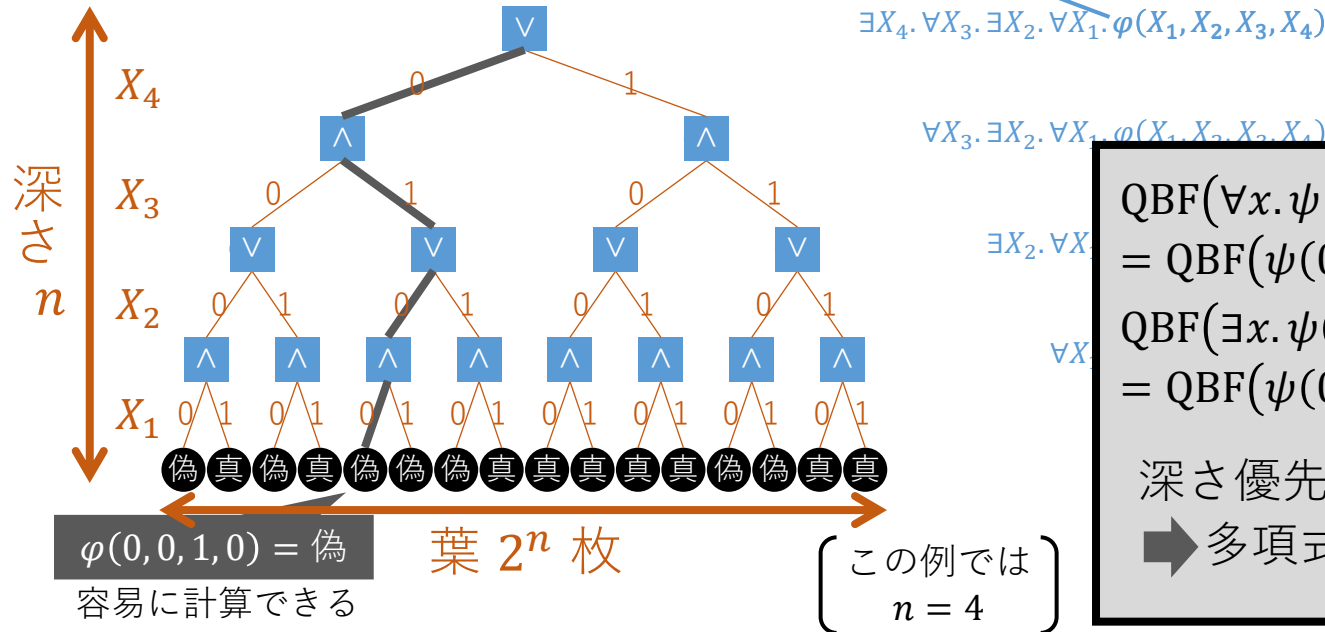 ∃X₄. ∀X₃. ∃X₂. ∀X₁. φ(X₁, X₂, X₃, X₄)
∨
0 1
X₄
∧ ∧
∀X₃. ∃X₂. ∀X₁. φ(X₁, X₂, X₃, X₄)
0 1 0 1
X₃
∨ ∨ ∨ ∨
∃X₂. ∀X
0 1 0 1 0 1 0 1
X₂
∧ ∧ ∧ ∧ ∧ ∧ ∧ ∧
∀X
0 1 0 1 0 1 0 1 0 1 0 1 0 1 0 1
X₁
偽 真 偽 真 偽 偽 偽 真 真 真 真 真 偽 偽 真 真
深さ
n
φ(0, 0, 1, 0) = 偽
容易に計算できる
葉 2ⁿ 枚
この例では
n = 4
QBF(∀x. ψ
= QBF(ψ(0
QBF(∃x. ψ(
= QBF(ψ(0
深さ優先
多項式